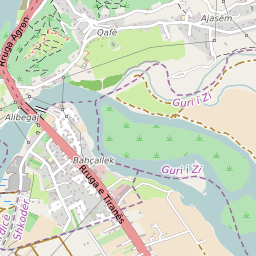 Rruga Agron
Qafë
Ajasëm
Guri i Zi
Alibegaj
Bahçallek
Guri i Zi
Rruga e Tiranës
Shkodër